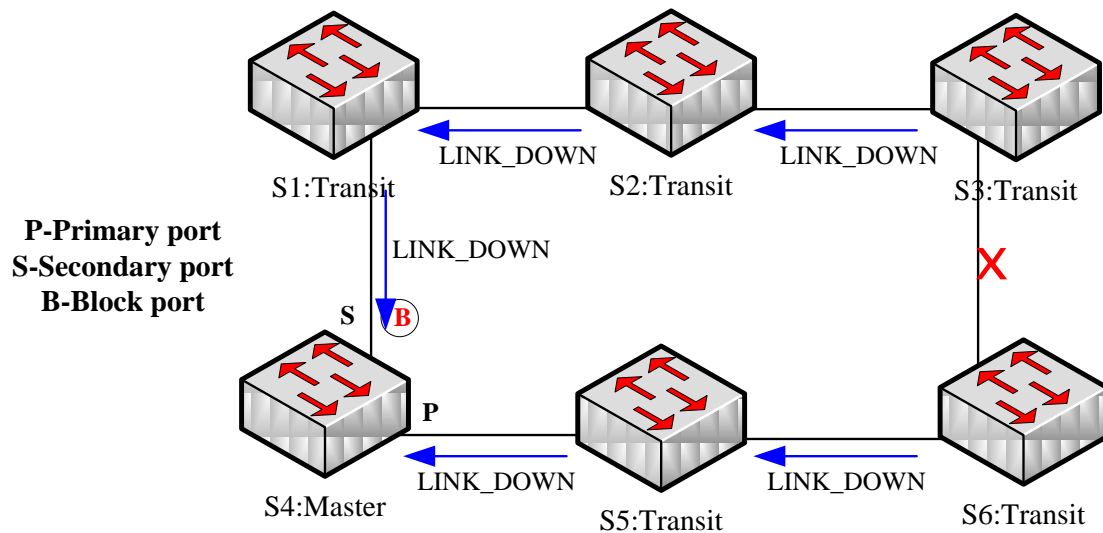 LINK_DOWN
LINK_DOWN
S1:Transit
S2:Transit
S3:Transit
P-Primary port
S-Secondary port
B-Block port
LINK_DOWN
X
S
B
P
LINK_DOWN
LINK_DOWN
S4:Master
S5:Transit
S6:Transit